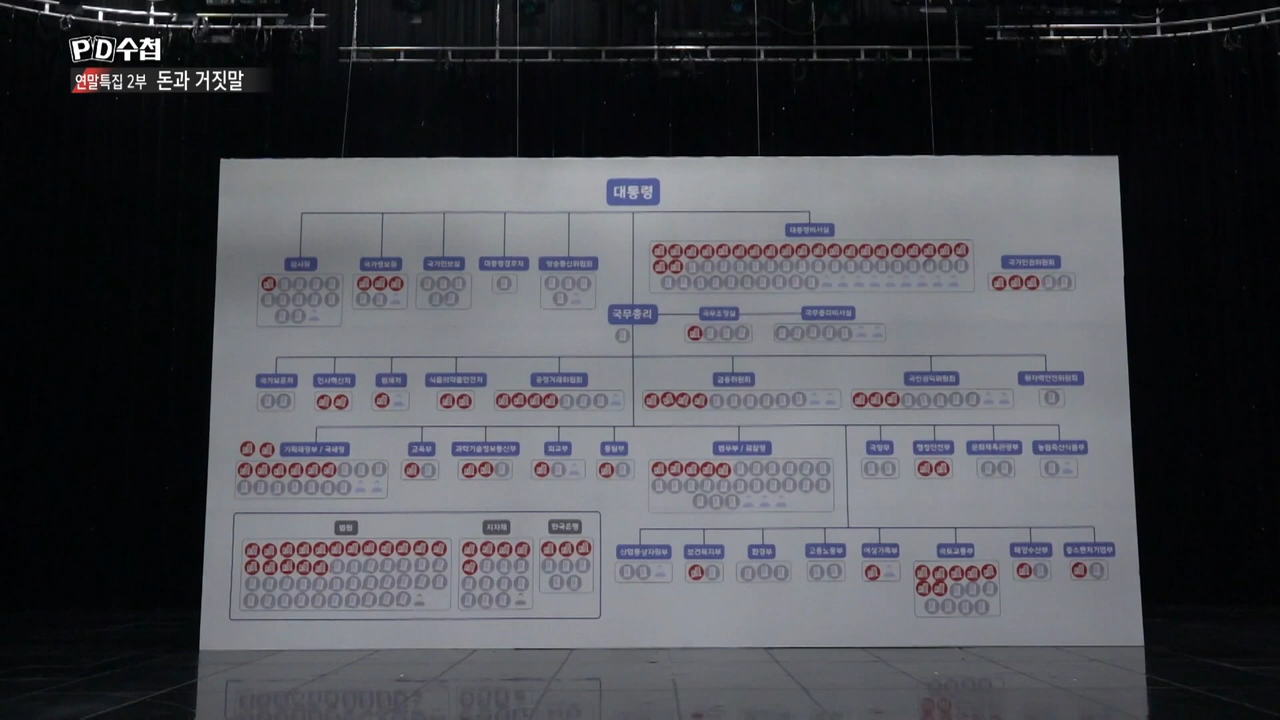 PD수첩
연말특집 2부 돈과 거짓말
대통령
대통령비서실
감사원
국가정보원
국가안보실
대통령경호처
방송통신위원회
국가인권위원회
국무총리
국무조정실
국무총리비서실
국가보훈처
인사혁신처
법제처
식품의약품안전처
공정거래위원회
금융위원회
국민권익위원회
원자력안전위원회
기획재정부 / 국세청
교육부
과학기술정보통신부
외교부
통일부
법무부 / 검찰청
국방부
행정안전부
문화체육관광부
농림축산식품부
법원
지자체
한국은행
산업통상자원부
보건복지부
환경부
고용노동부
여성가족부
국토교통부
해양수산부
중소벤처기업부